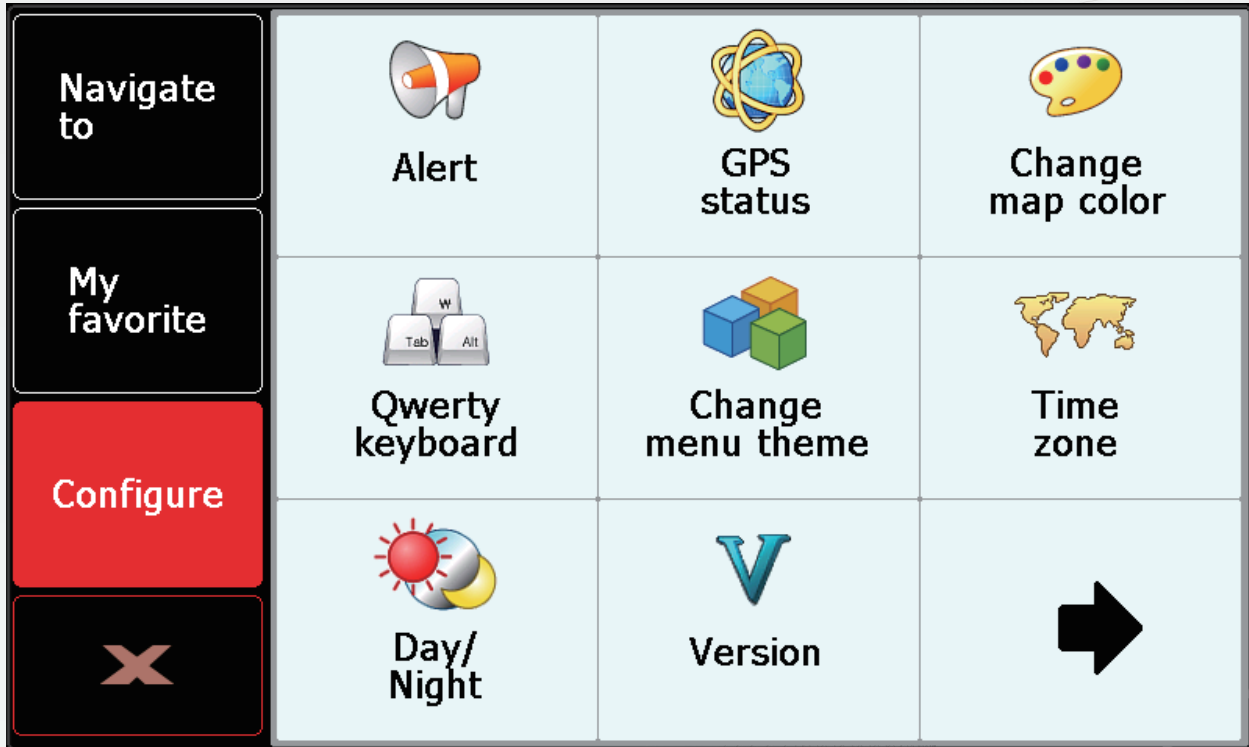 Navigate
to
My
favorite
Configure
Alert
GPS
status
Change
map color
W
Tab Alt
Qwerty
keyboard
Change
menu theme
Time
zone
Day/
Night
V
Version